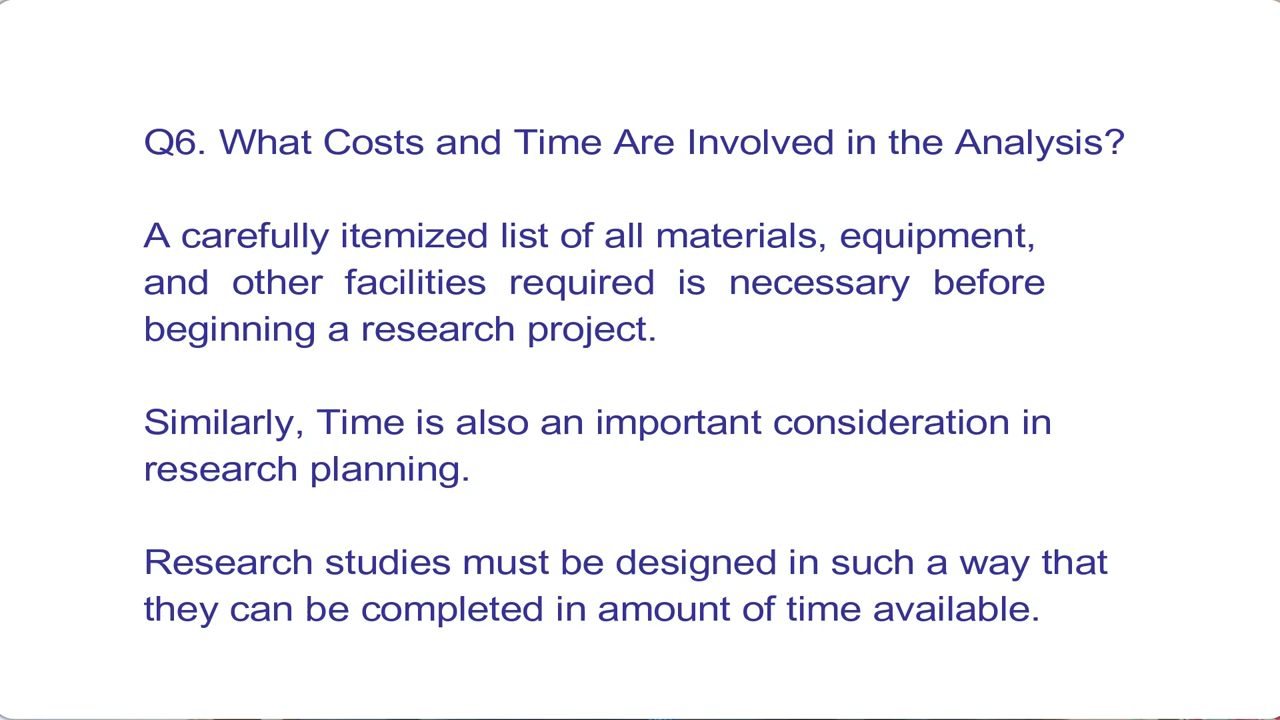 Q6. What Costs and Time Are Involved in the Analysis?
A carefully itemized list of all materials, equipment,
and other facilities required is necessary before
beginning a research project.
Similarly, Time is also an important consideration in
research planning.
Research studies must be designed in such a way that
they can be completed in amount of time available.